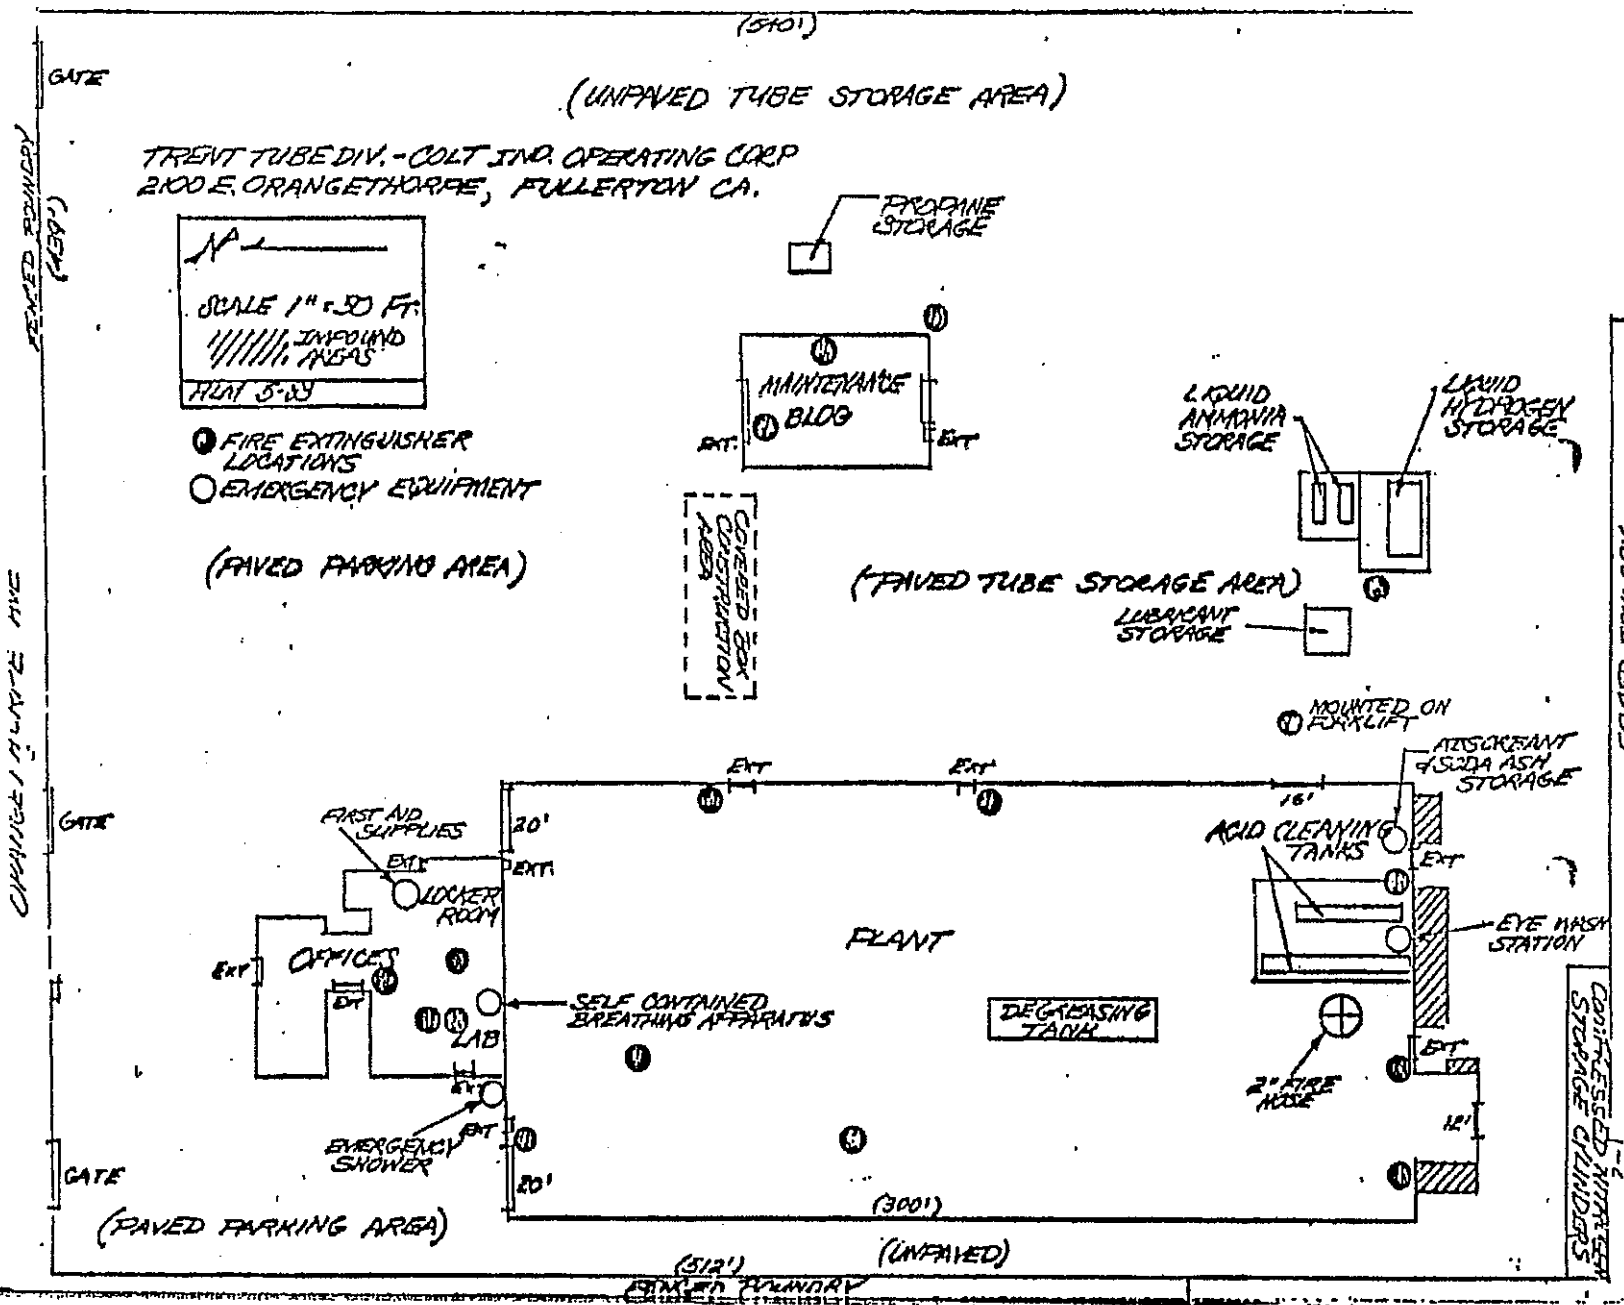 (540')
GATE
(UNPAVED TUBE STORAGE AREA)
TRENT TUBE DIV. - COLT IND. OPERATING CORP
2100 E. ORANGETHORPE, FULLERTON CA.
N
SCALE 1" = 50 FT.
IMPOUND
AREAS
FIRE EXTINGUISHER
LOCATIONS
EMERGENCY EQUIPMENT
(PAVED PARKING AREA)
PROPANE
STORAGE
MAINTENANCE
BLDG
EXT.
EXT
COVERED BOX
CONSTRUCTION
AREA
LIQUID
AMMONIA
STORAGE
LIQUID
HYDROGEN
STORAGE
(PAVED TUBE STORAGE AREA)
LUBRICANT
STORAGE
MOUNTED ON
FORKLIFT
ABSORBANT
& SODA ASH
STORAGE
GATE
FIRST AID
SUPPLIES
EXT
LOCKER
ROOM
20'
EXT.
EXT
EXT
16'
ACID CLEANING
TANKS
EXT
PLANT
EYE WASH
STATION
OFFICES
EXT
EXT
SELF CONTAINED
BREATHING APPARATUS
LAB
EXT
DEGREASING
TANK
2" FIRE
HOSE
EXT
12'
COMPRESSED NITROGEN
STORAGE CYLINDERS
EMERGENCY
SHOWER
EXT
20'
GATE
(PAVED PARKING AREA)
(300')
(UNPAVED)
(512')
FENCED BOUNDRY